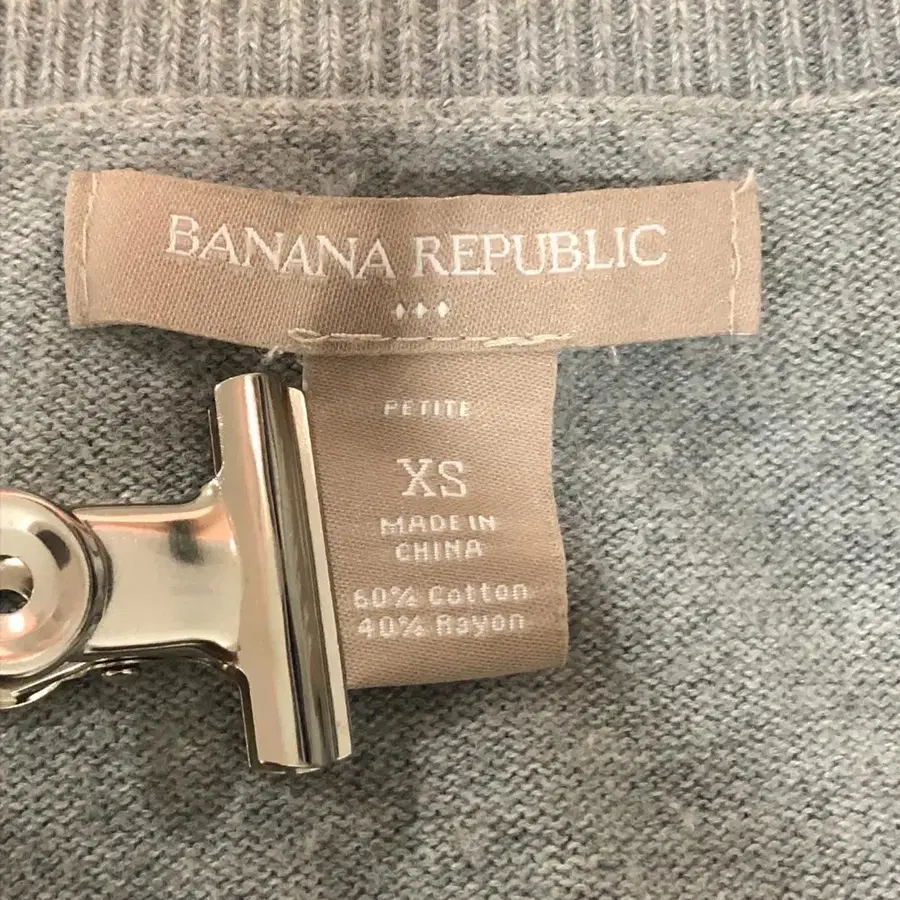 BANANA REPUBLIC
PETITE
XS
MADE IN
CHINA
60% Cotton
40% Rayon